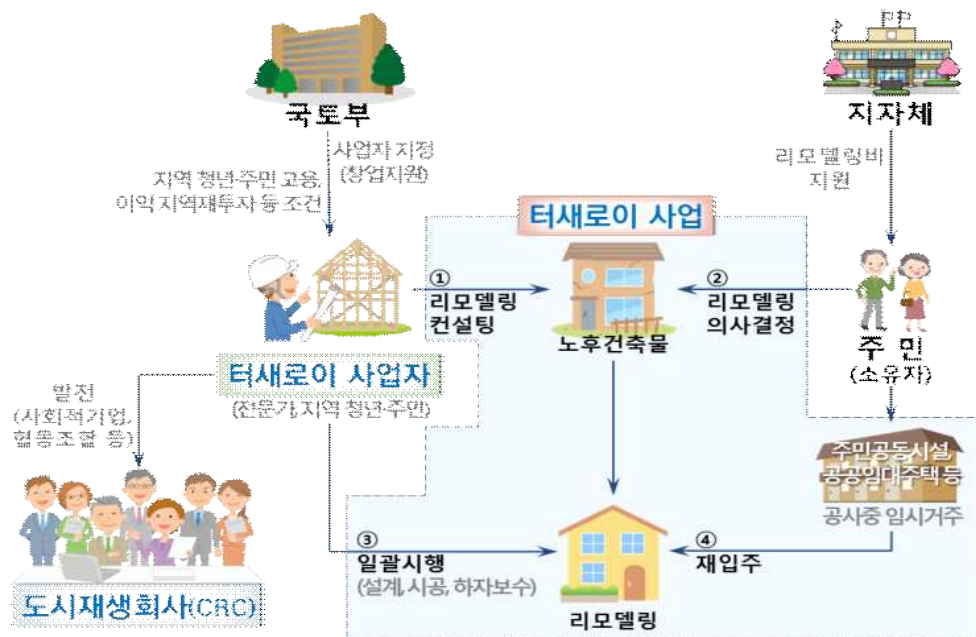 국토부
지자체
사업자 지정
(창업지원)
지역 청년·주민 고용,
이익 지역재투자 등 조건
리모델링비
지원
터새로이 사업
①
리모델링
컨설팅
②
리모델링
의사결정
노후건축물
주 민
(소유자)
터새로이 사업자
(전문가, 지역 청년·주민)
발전
(사회적기업,
협동조합 등)
주민공동시설,
공공임대주택 등
공사중 임시거주
③
일괄시행
(설계, 시공, 하자보수)
④
재입주
리모델링
도시재생회사(CRC)